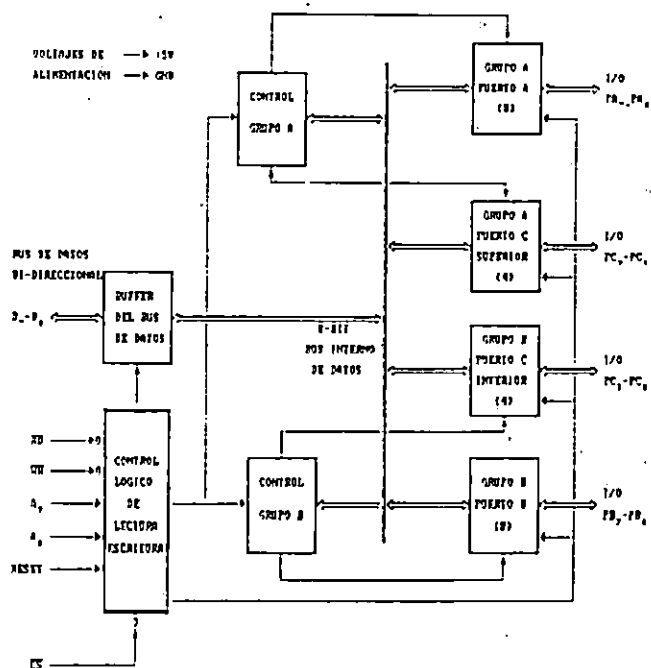 VOLTAJES DE → +5V
ALIMENTACION → GND
CONTROL
GRUPO A
GRUPO A
PUERTO A
(8)
I/O
PA7-PA0
GRUPO A
PUERTO C
SUPERIOR
(4)
I/O
PC7-PC4
BUS DE DATOS
BI-DIRECCIONAL
D7-D0
BUFFER
DEL BUS
DE DATOS
8-BIT
BUS INTERNO
DE DATOS
GRUPO B
PUERTO C
INFERIOR
(4)
I/O
PC3-PC0
RD
WR
A1
A0
RESET
CS
CONTROL
LOGICO
DE
LECTURA
ESCRITURA
CONTROL
GRUPO B
GRUPO B
PUERTO B
(8)
I/O
PB7-PB0